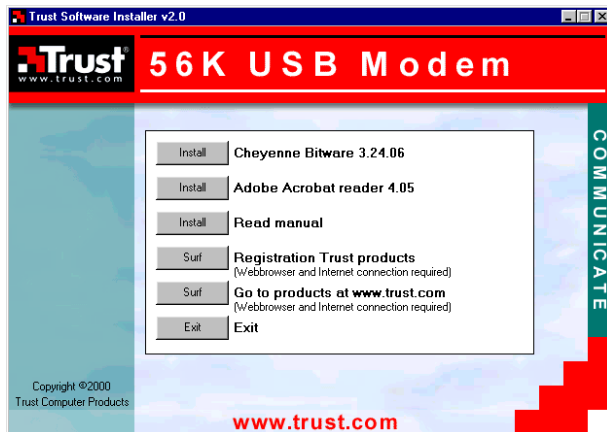 Trust Software Installer v2.0
Trust®
www.trust.com
56K USB Modem
Install Cheyenne Bitware 3.24.06
Install Adobe Acrobat reader 4.05
Install Read manual
Surf Registration Trust products
(Webbrowser and Internet connection required)
Surf Go to products at www.trust.com
(Webbrowser and Internet connection required)
Exit Exit
COMMUNICATE
Copyright ©2000
Trust Computer Products
www.trust.com